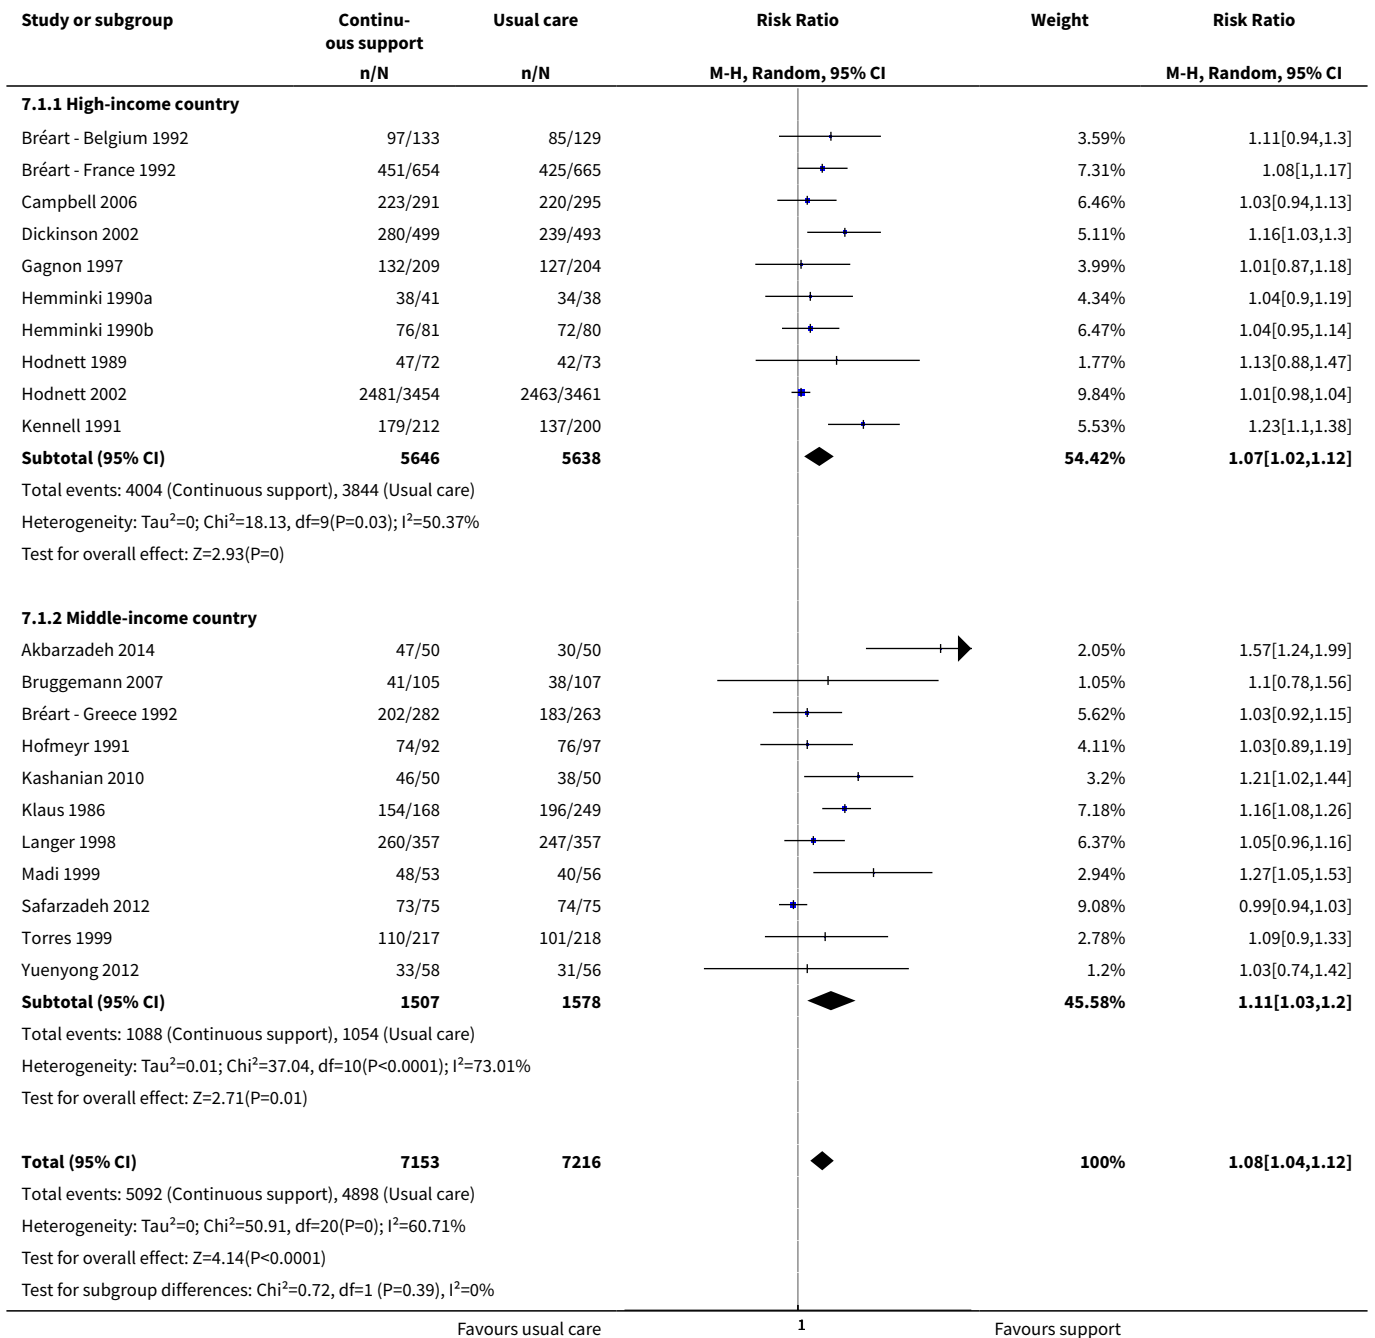 Study or subgroup Continu- Usual care Risk Ratio Weight Risk Ratio
ous support
n/N n/N M-H, Random, 95% CI M-H, Random, 95% CI
7.1.1 High-income country
Bréart - Belgium 1992 97/133 85/129 3.59% 1.11[0.94,1.3]
Bréart - France 1992 451/654 425/665 7.31% 1.08[1,1.17]
Campbell 2006 223/291 220/295 6.46% 1.03[0.94,1.13]
Dickinson 2002 280/499 239/493 5.11% 1.16[1.03,1.3]
Gagnon 1997 132/209 127/204 3.99% 1.01[0.87,1.18]
Hemminki 1990a 38/41 34/38 4.34% 1.04[0.9,1.19]
Hemminki 1990b 76/81 72/80 6.47% 1.04[0.95,1.14]
Hodnett 1989 47/72 42/73 1.77% 1.13[0.88,1.47]
Hodnett 2002 2481/3454 2463/3461 9.84% 1.01[0.98,1.04]
Kennell 1991 179/212 137/200 5.53% 1.23[1.1,1.38]
Subtotal (95% CI) 5646 5638 54.42% 1.07[1.02,1.12]
Total events: 4004 (Continuous support), 3844 (Usual care)
Heterogeneity: Tau²=0; Chi²=18.13, df=9(P=0.03); I²=50.37%
Test for overall effect: Z=2.93(P=0)
7.1.2 Middle-income country
Akbarzadeh 2014 47/50 30/50 2.05% 1.57[1.24,1.99]
Bruggemann 2007 41/105 38/107 1.05% 1.1[0.78,1.56]
Bréart - Greece 1992 202/282 183/263 5.62% 1.03[0.92,1.15]
Hofmeyr 1991 74/92 76/97 4.11% 1.03[0.89,1.19]
Kashanian 2010 46/50 38/50 3.2% 1.21[1.02,1.44]
Klaus 1986 154/168 196/249 7.18% 1.16[1.08,1.26]
Langer 1998 260/357 247/357 6.37% 1.05[0.96,1.16]
Madi 1999 48/53 40/56 2.94% 1.27[1.05,1.53]
Safarzadeh 2012 73/75 74/75 9.08% 0.99[0.94,1.03]
Torres 1999 110/217 101/218 2.78% 1.09[0.9,1.33]
Yuenyong 2012 33/58 31/56 1.2% 1.03[0.74,1.42]
Subtotal (95% CI) 1507 1578 45.58% 1.11[1.03,1.2]
Total events: 1088 (Continuous support), 1054 (Usual care)
Heterogeneity: Tau²=0.01; Chi²=37.04, df=10(P<0.0001); I²=73.01%
Test for overall effect: Z=2.71(P=0.01)
Total (95% CI) 7153 7216 100% 1.08[1.04,1.12]
Total events: 5092 (Continuous support), 4898 (Usual care)
Heterogeneity: Tau²=0; Chi²=50.91, df=20(P=0); I²=60.71%
Test for overall effect: Z=4.14(P<0.0001)
Test for subgroup differences: Chi²=0.72, df=1 (P=0.39), I²=0%
Favours usual care 1 Favours support